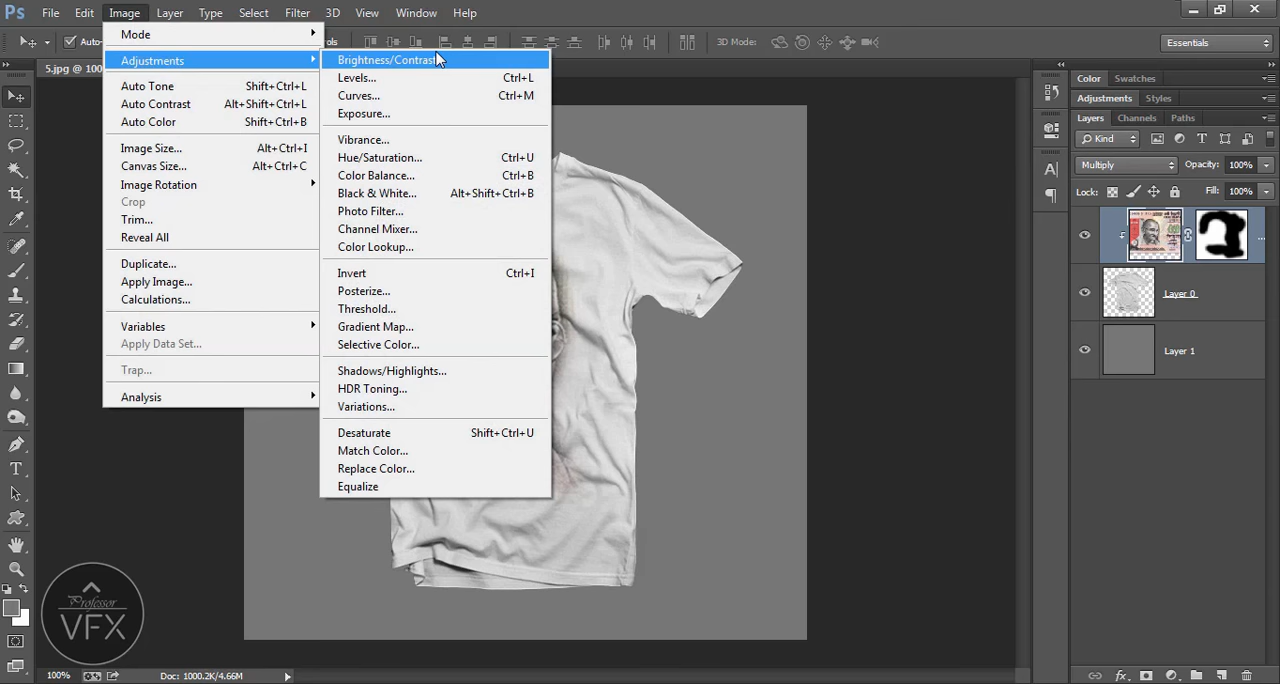 Ps File Edit Image Layer Type Select Filter 3D View Window Help
Auto-
3D Mode:
Essentials
5.jpg @ 100
Mode
Adjustments
Auto Tone Shift+Ctrl+L
Auto Contrast Alt+Shift+Ctrl+L
Auto Color Shift+Ctrl+B
Image Size... Alt+Ctrl+I
Canvas Size... Alt+Ctrl+C
Image Rotation
Crop
Trim...
Reveal All
Duplicate...
Apply Image...
Calculations...
Variables
Apply Data Set...
Trap...
Analysis
Brightness/Contrast
Levels... Ctrl+L
Curves... Ctrl+M
Exposure...
Vibrance...
Hue/Saturation... Ctrl+U
Color Balance... Ctrl+B
Black & White... Alt+Shift+Ctrl+B
Photo Filter...
Channel Mixer...
Color Lookup...
Invert Ctrl+I
Posterize...
Threshold...
Gradient Map...
Selective Color...
Shadows/Highlights...
HDR Toning...
Variations...
Desaturate Shift+Ctrl+U
Match Color...
Replace Color...
Equalize
Color Swatches
Adjustments Styles
Layers Channels Paths
Kind
Multiply Opacity: 100%
Lock: Fill: 100%
...
Layer 0
Layer 1
Professor
VFX
100% Doc: 1000.2K/4.66M